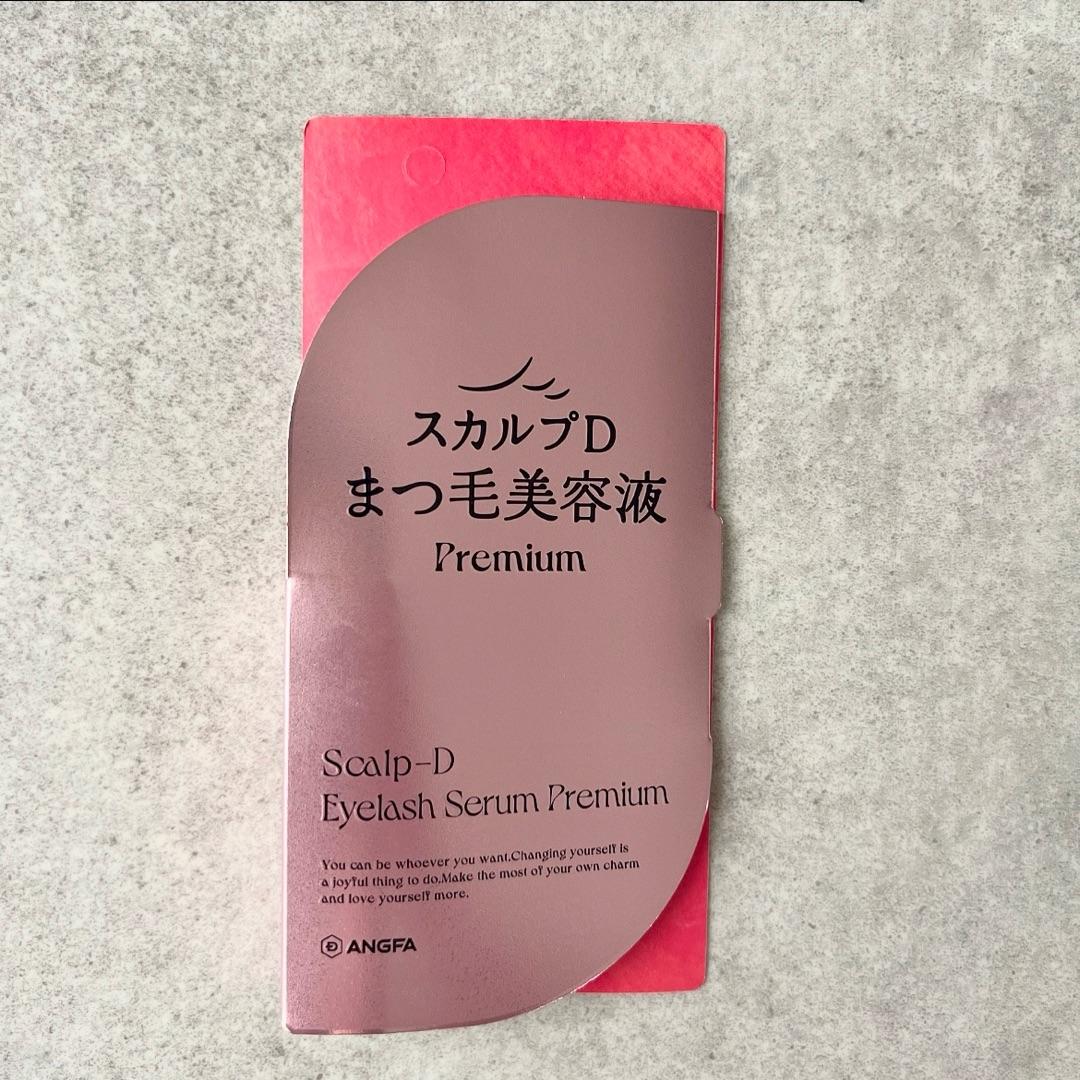 スカルプD
まつ毛美容液
Premium
Scalp-D
Eyelash Serum Premium
You can be whoever you want.Changing yourself is
a joyful thing to do.Make the most of your own charm
and love yourself more.
ANGFA